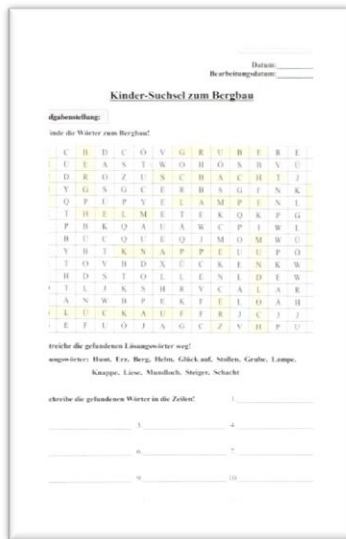 Datum:
Bearbeitungsdatum:
Kinder-Suchsel zum Bergbau
ufgabenstellung:
inde die Wörter zum Bergbau!
C B D C Ö V G R U B E R E
D R O Z U S C H A C H T J
Y G S G C E R B S G F N K
Q P Ü P Y E L A M P E N L
T H E L M E T E K Q K P G
P B K Q A U A W C P I W L
Y B T K N A P P E U U P O
H D S T O L L E N L D E W
T L J K S H R V C A L A R
A N W B P E K F E L O A H
L Ü C K A U F F R J C J J
E F U Ö J A G C Z V H P U
treiche die gefundenen Lösungswörter weg!
ungswörter: Hunt, Erz, Berg, Helm, Glück auf, Stollen, Grube, Lampe,
Knappe, Liese, Mundloch, Steiger, Schacht
chreibe die gefundenen Wörter in die Zeilen! 1.
3. 4.
6. 7.
9. 10.